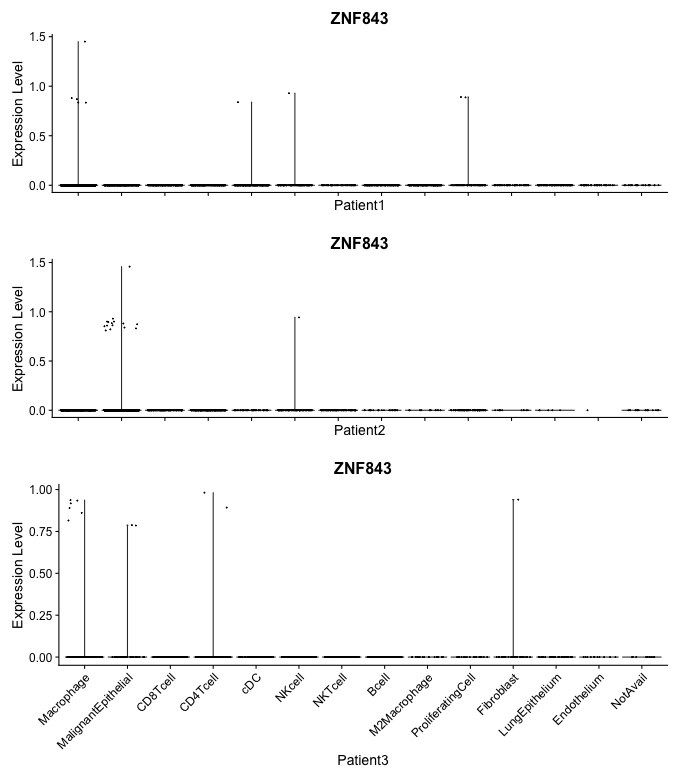 ZNF843
Expression Level
1.5
1.0
0.5
0.0
Patient1
ZNF843
Expression Level
1.5
1.0
0.5
0.0
Patient2
ZNF843
Expression Level
1.00
0.75
0.50
0.25
0.00
Macrophage
MalignantEpithelial
CD8Tcell
CD4Tcell
cDC
NKcell
NKTcell
Bcell
M2Macrophage
ProliferatingCell
Fibroblast
LungEpithelium
Endothelium
NotAvail
Patient3